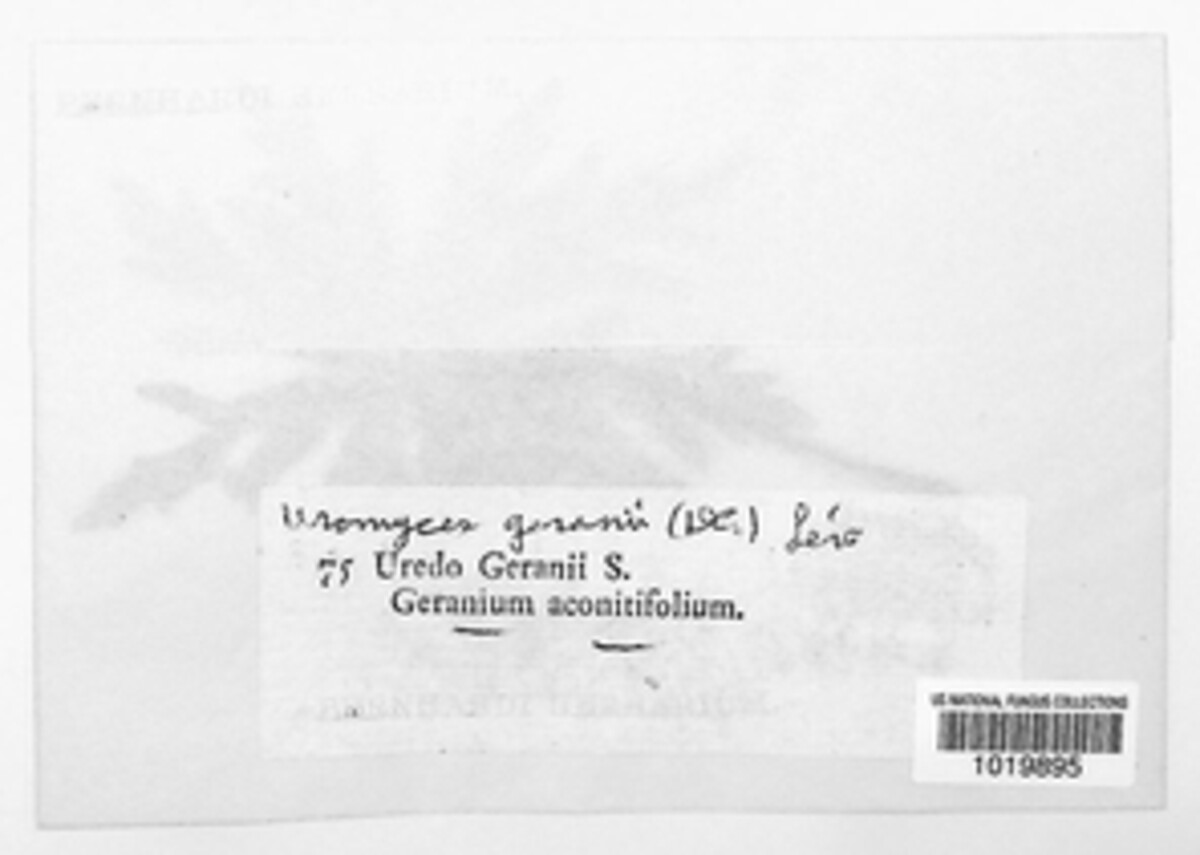 Uromyces geranii (DC.) Lév
75 Uredo Geranii S.
Geranium aconitifolium.
US NATIONAL FUNGUS COLLECTIONS
1019895